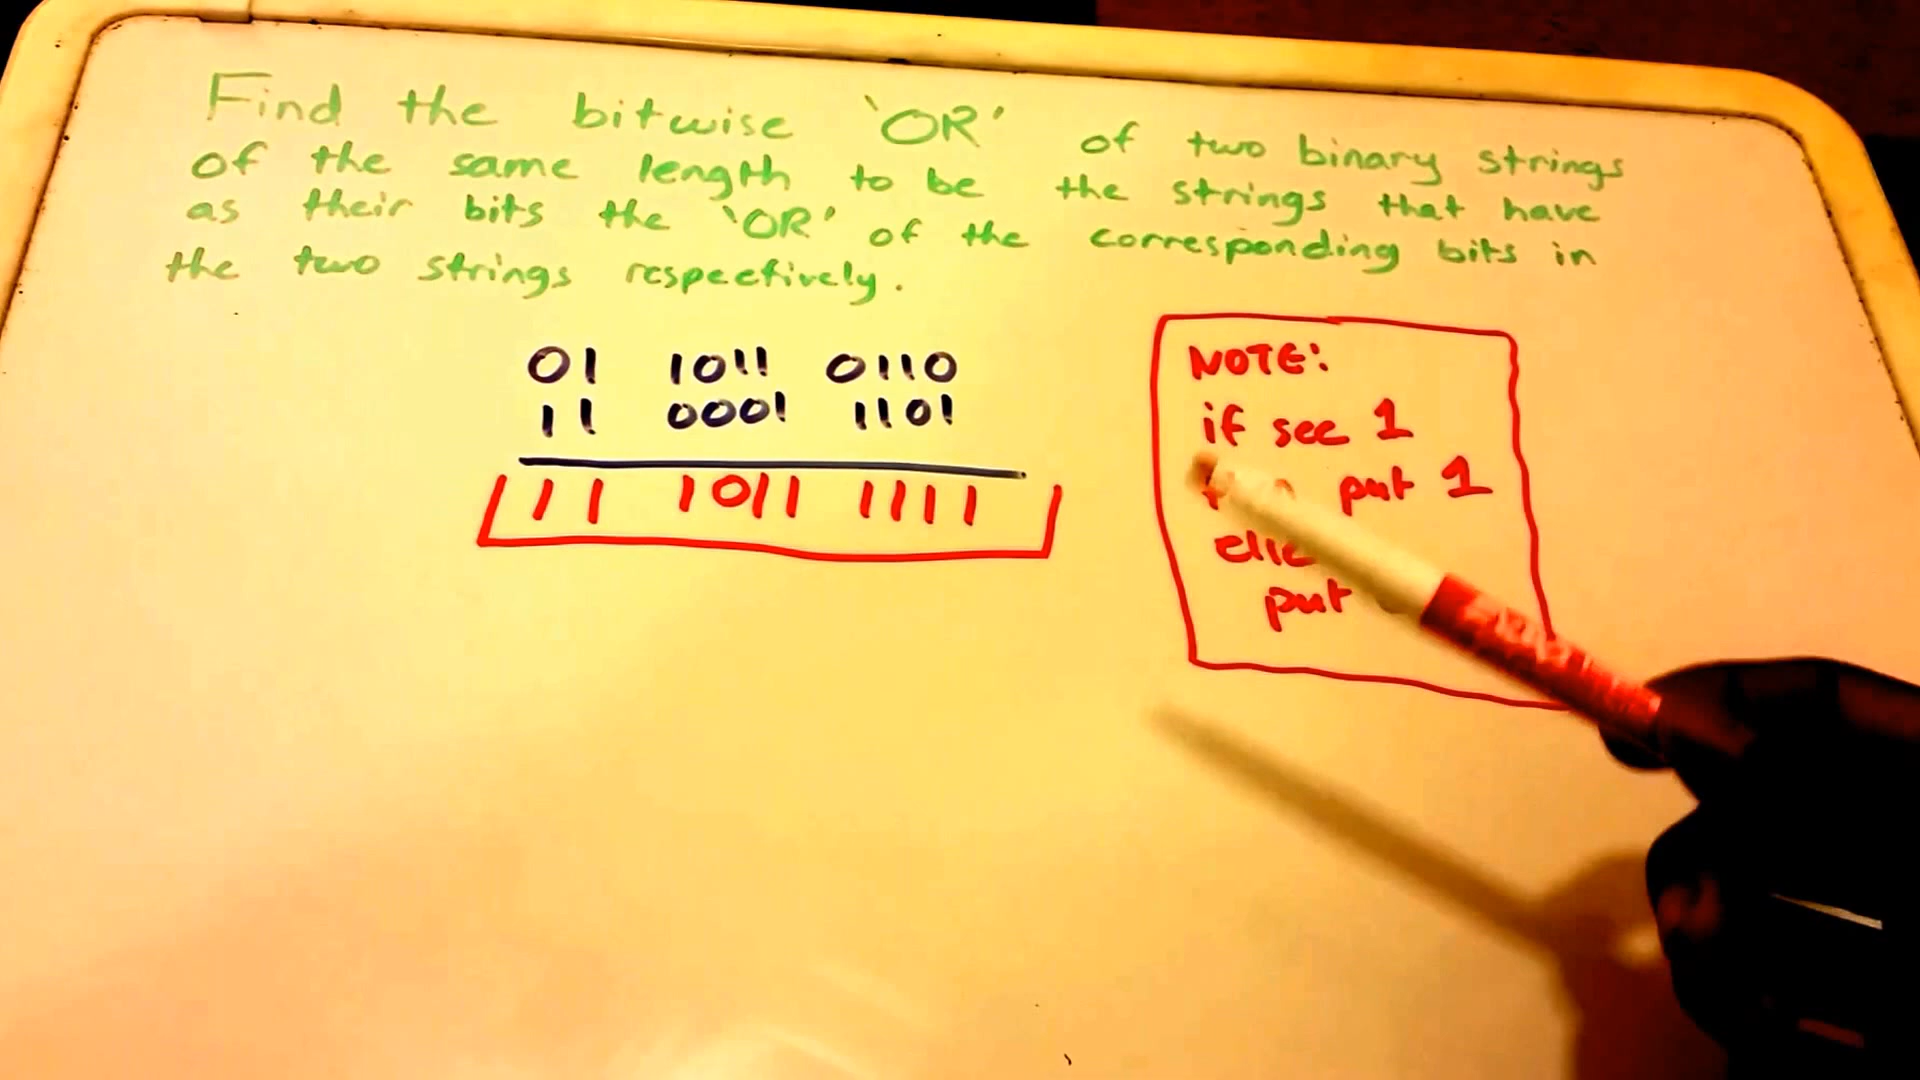 Find the bitwise 'OR' of two binary strings
of the same length to be the strings that have
as their bits the 'OR' of the corresponding bits in
the two strings respectively.
01 1011 0110
11 0001 1101
11 1011 1111
NOTE:
if see 1
put 1
put